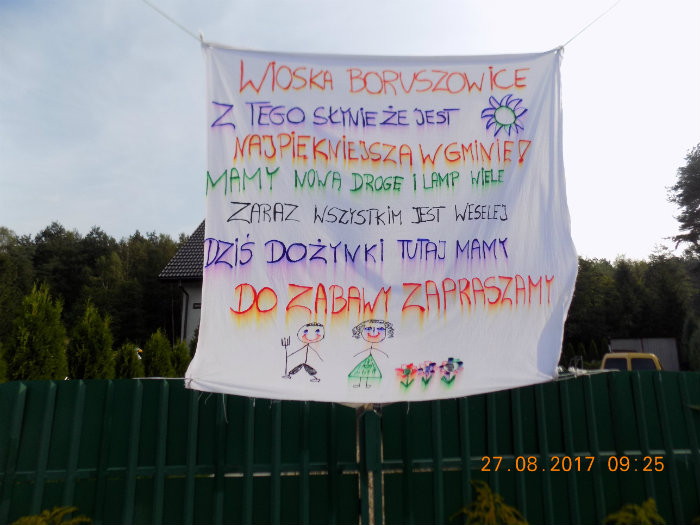 WIOSKA BORUSZOWICE
Z TEGO SŁYNIE ŻE JEST
NAJPIĘKNIEJSZA W GMINIE!
MAMY NOWĄ DROGĘ I LAMP WIELE
ZARAZ WSZYSTKIM JEST WESELEJ
DZIŚ DOŻYNKI TUTAJ MAMY
DO ZABAWY ZAPRASZAMY
27.08.2017 09:25